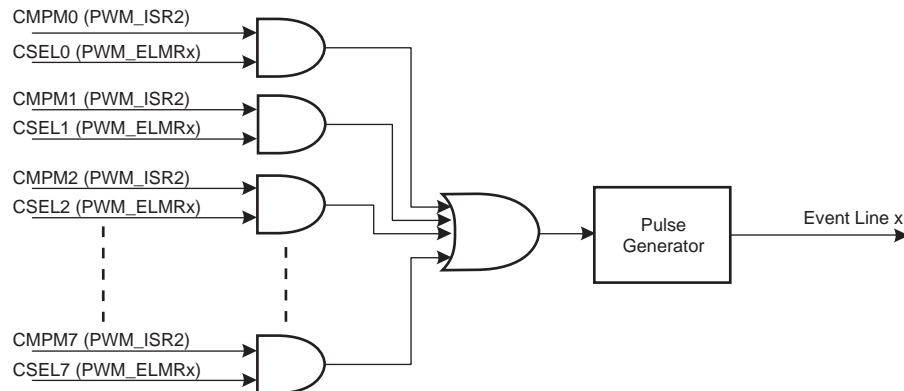 CMPM0 (PWM_ISR2)
CSEL0 (PWM_ELMRx)
CMPM1 (PWM_ISR2)
CSEL1 (PWM_ELMRx)
CMPM2 (PWM_ISR2)
CSEL2 (PWM_ELMRx)
Pulse
Generator
Event Line x
CMPM7 (PWM_ISR2)
CSEL7 (PWM_ELMRx)